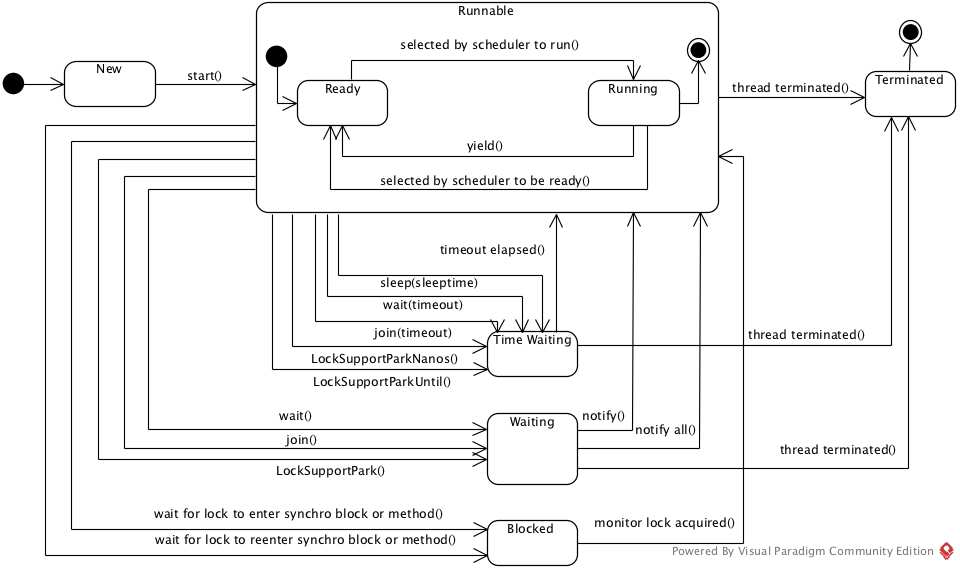 Runnable
selected by scheduler to run()
New
start()
Ready
Running
Terminated
thread terminated()
yield()
selected by scheduler to be ready()
timeout elapsed()
sleep(sleeptime)
wait(timeout)
join(timeout)
Time Waiting
thread terminated()
LockSupportParkNanos()
LockSupportParkUntil()
wait()
Waiting
notify()
join()
notify all()
thread terminated()
LockSupportPark()
wait for lock to enter synchro block or method()
Blocked
monitor lock acquired()
wait for lock to reenter synchro block or method()
Powered By Visual Paradigm Community Edition